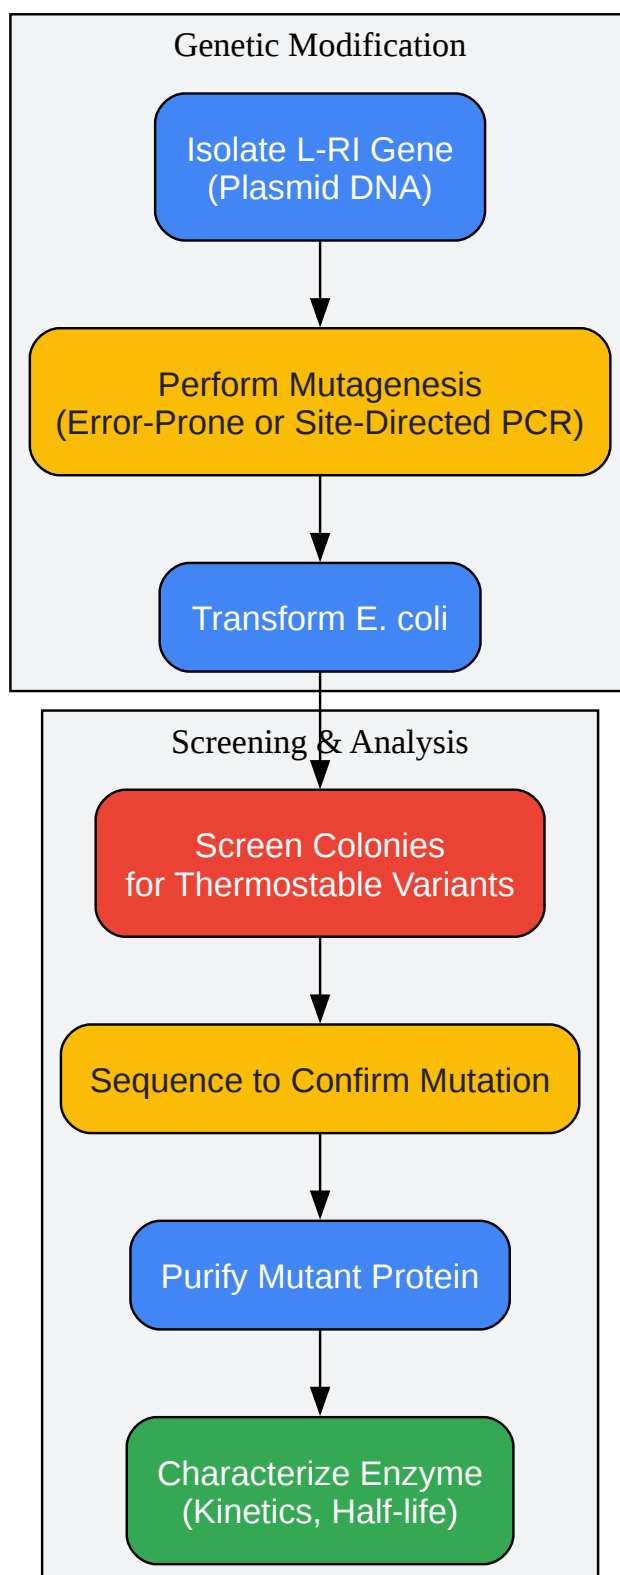 Genetic Modification
Isolate L-RI Gene
(Plasmid DNA)
Perform Mutagenesis
(Error-Prone or Site-Directed PCR)
Transform E. coli
Screening & Analysis
Screen Colonies
for Thermostable Variants
Sequence to Confirm Mutation
Purify Mutant Protein
Characterize Enzyme
(Kinetics, Half-life)